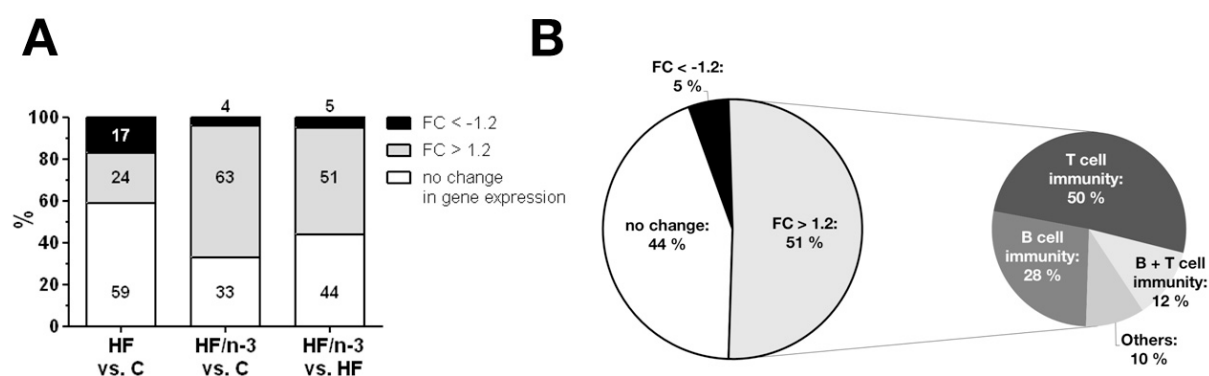 A
%
100
80
60
40
20
0
17
24
59
4
63
33
5
51
44
HF
vs. C
HF/n-3
vs. C
HF/n-3
vs. HF
FC < -1.2
FC > 1.2
no change
in gene expression
B
FC < -1.2:
5 %
no change:
44 %
FC > 1.2:
51 %
T cell
immunity:
50 %
B cell
immunity:
28 %
B + T cell
immunity:
12 %
Others:
10 %